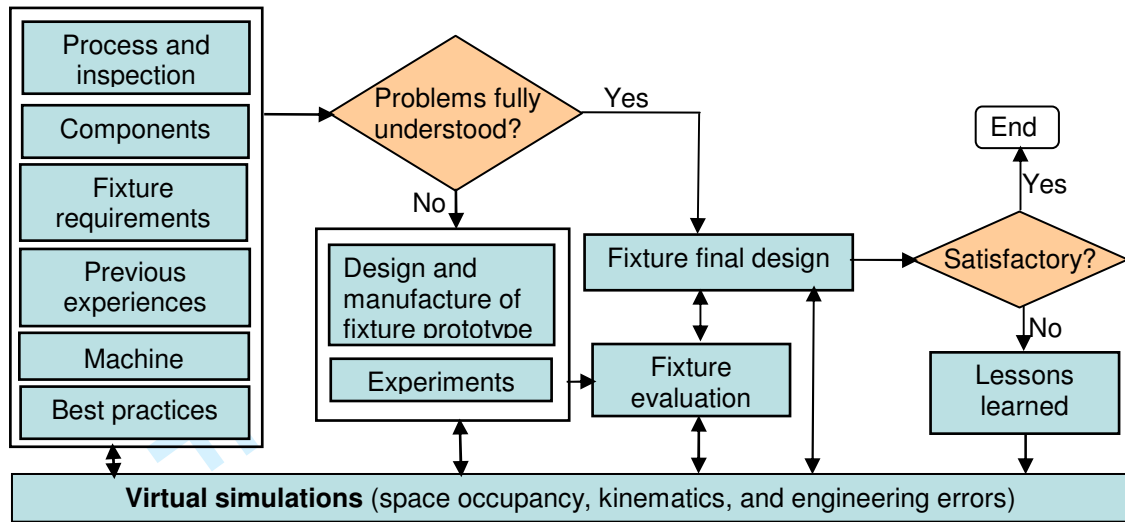 Process and
inspection
Components
Fixture
requirements
Previous
experiences
Machine
Best practices
Problems fully
understood?
Yes
No
Design and
manufacture of
fixture prototype
Experiments
Fixture final design
Fixture
evaluation
End
Yes
Satisfactory?
No
Lessons
learned
Virtual simulations (space occupancy, kinematics, and engineering errors)